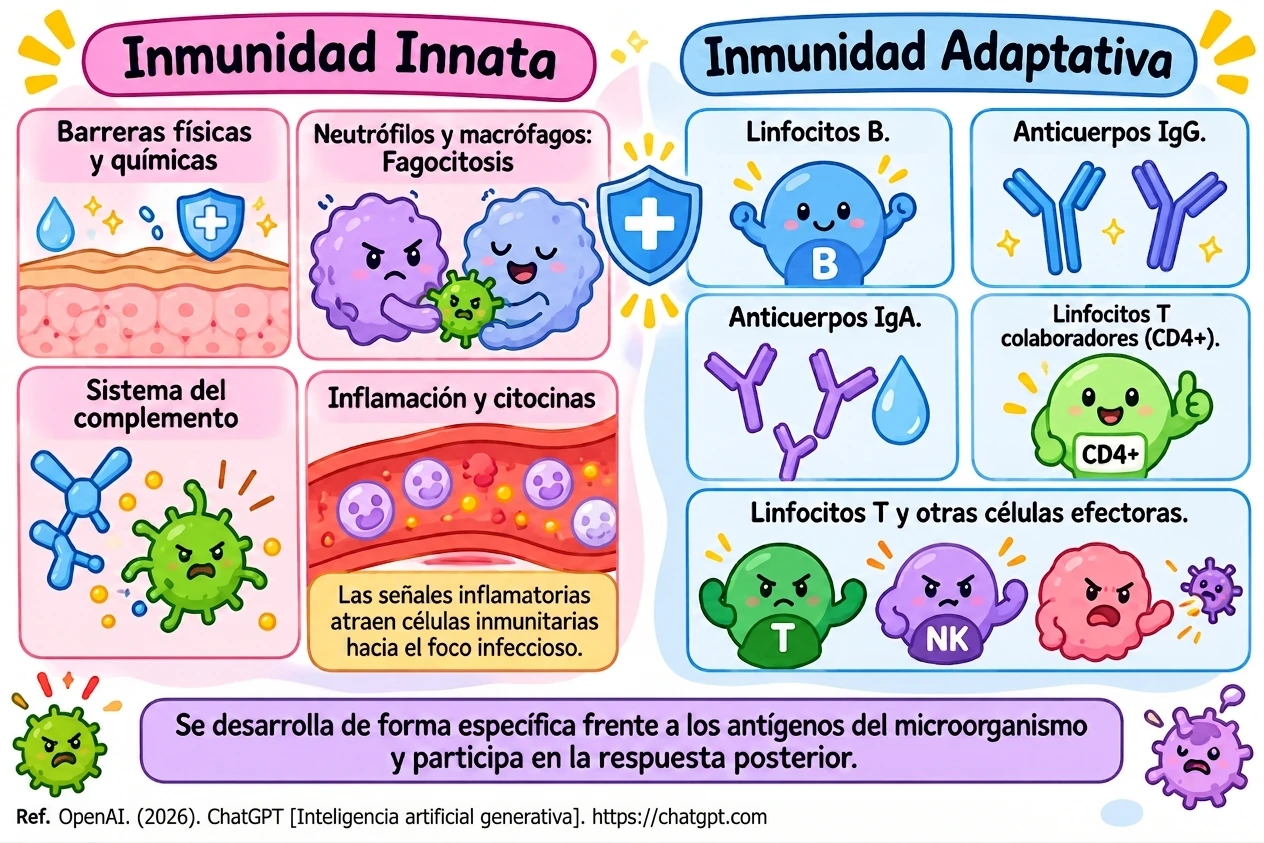 Inmunidad Innata
Barreras físicas
y químicas
Neutrófilos y macrófagos:
Fagocitosis
Sistema del
complemento
Inflamación y citocinas
Las señales inflamatorias
atraen células inmunitarias
hacia el foco infeccioso.
Inmunidad Adaptativa
Linfocitos B.
B
Anticuerpos IgG.
Anticuerpos IgA.
Linfocitos T
colaboradores (CD4+).
CD4+
Linfocitos T y otras células efectoras.
T
NK
Se desarrolla de forma específica frente a los antígenos del microorganismo
y participa en la respuesta posterior.
Ref. OpenAI. (2026). ChatGPT [Inteligencia artificial generativa]. https://chatgpt.com